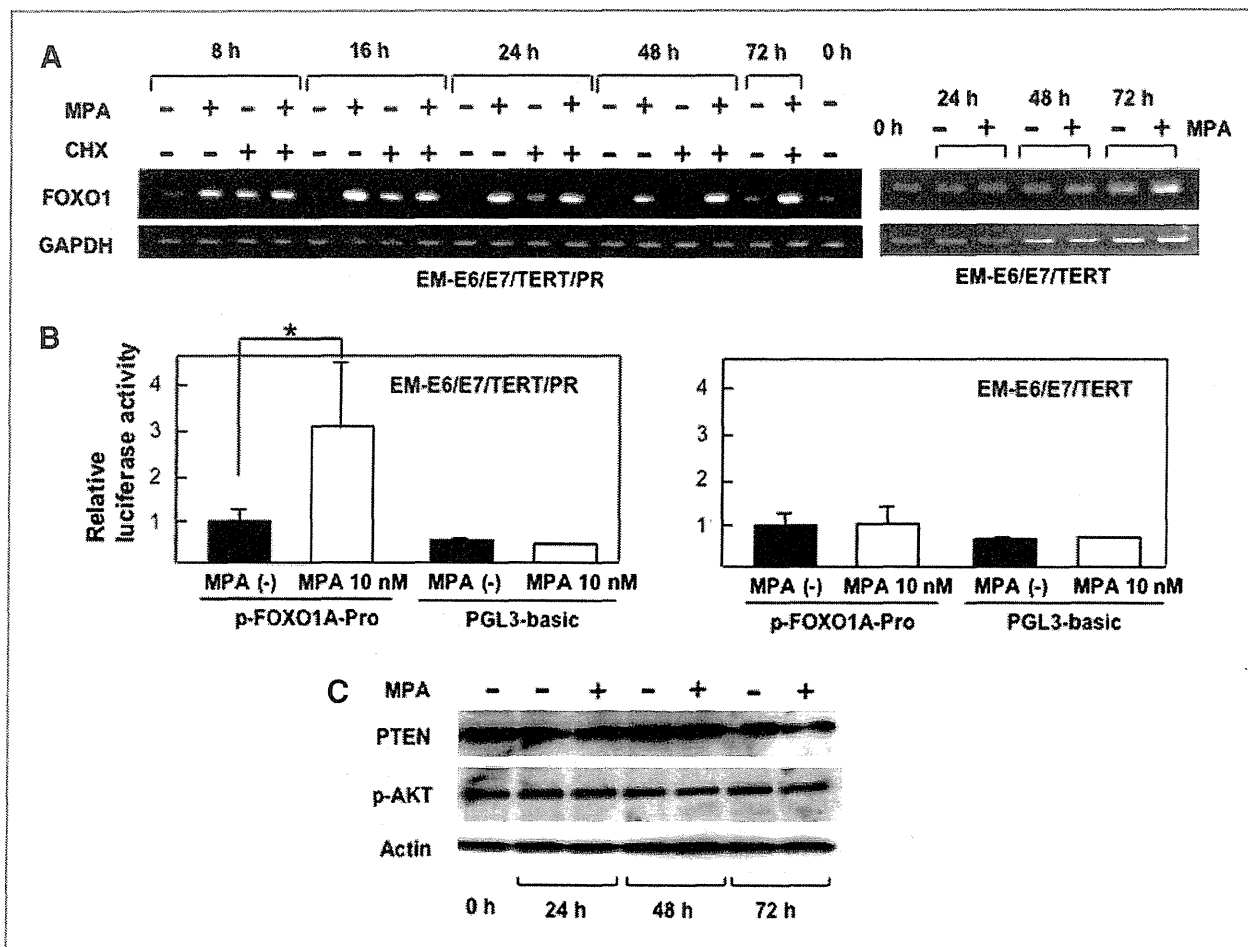 A
8 h 16 h 24 h 48 h 72 h 0 h
MPA - + - + - + - + - + - + - + - + - + -
CHX - - + + - - + + - - + + - - + + - + -
FOXO1
GAPDH
EM-E6/E7/TERT/PR
24 h 48 h 72 h
0 h - + - + - + MPA
EM-E6/E7/TERT
B
*
Relative
luciferase activity
4
3
2
1
EM-E6/E7/TERT/PR
MPA (-) MPA 10 nM MPA (-) MPA 10 nM
p-FOXO1A-Pro PGL3-basic
4
3
2
1
EM-E6/E7/TERT
MPA (-) MPA 10 nM MPA (-) MPA 10 nM
p-FOXO1A-Pro PGL3-basic
C
MPA - - + - + - +
PTEN
p-AKT
Actin
0 h 24 h 48 h 72 h